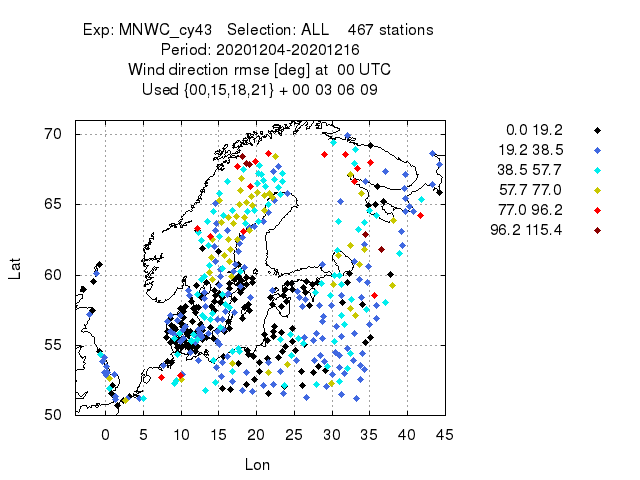 Exp: MNWC_cy43   Selection: ALL    467 stations
Period: 20201204-20201216
Wind direction rmse [deg] at  00 UTC
Used {00,15,18,21} + 00 03 06 09
70
65
60
55
50
Lat
0 5 10 15 20 25 30 35 40 45
Lon
0.0 19.2
19.2 38.5
38.5 57.7
57.7 77.0
77.0 96.2
96.2 115.4